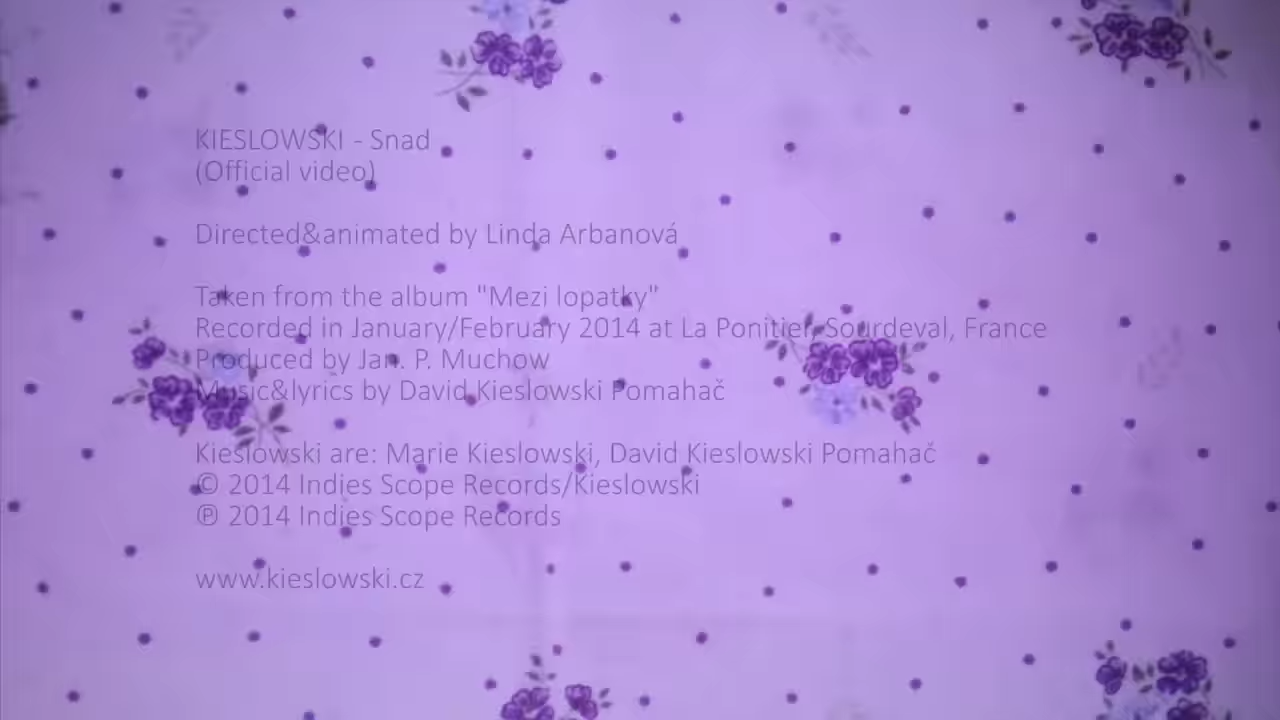 KIESLOWSKI - Snad
(Official video)
Directed&animated by Linda Arbanová
Taken from the album "Mezi lopatky"
Recorded in January/February 2014 at La Ponitier, Sourdeval, France
Produced by Jan. P. Muchow
Music&lyrics by David Kieslowski Pomahač
Kieslowski are: Marie Kieslowski, David Kieslowski Pomahač
© 2014 Indies Scope Records/Kieslowski
℗ 2014 Indies Scope Records
www.kieslowski.cz